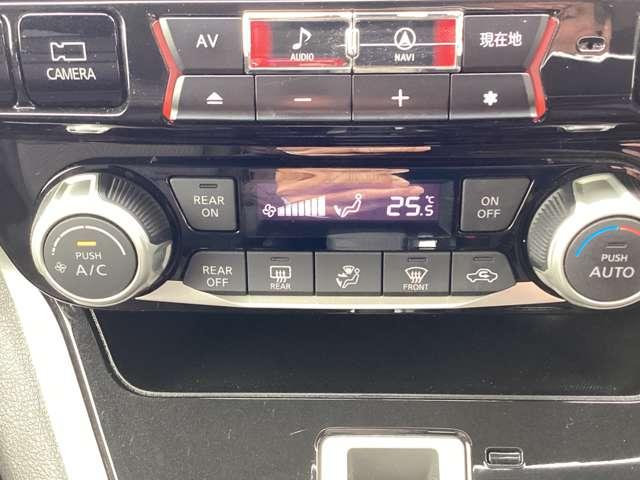 CAMERA
AV
AUDIO
NAVI
現在地
REAR ON
25.5 °C
ON OFF
PUSH A/C
REAR OFF
REAR
FRONT
PUSH AUTO